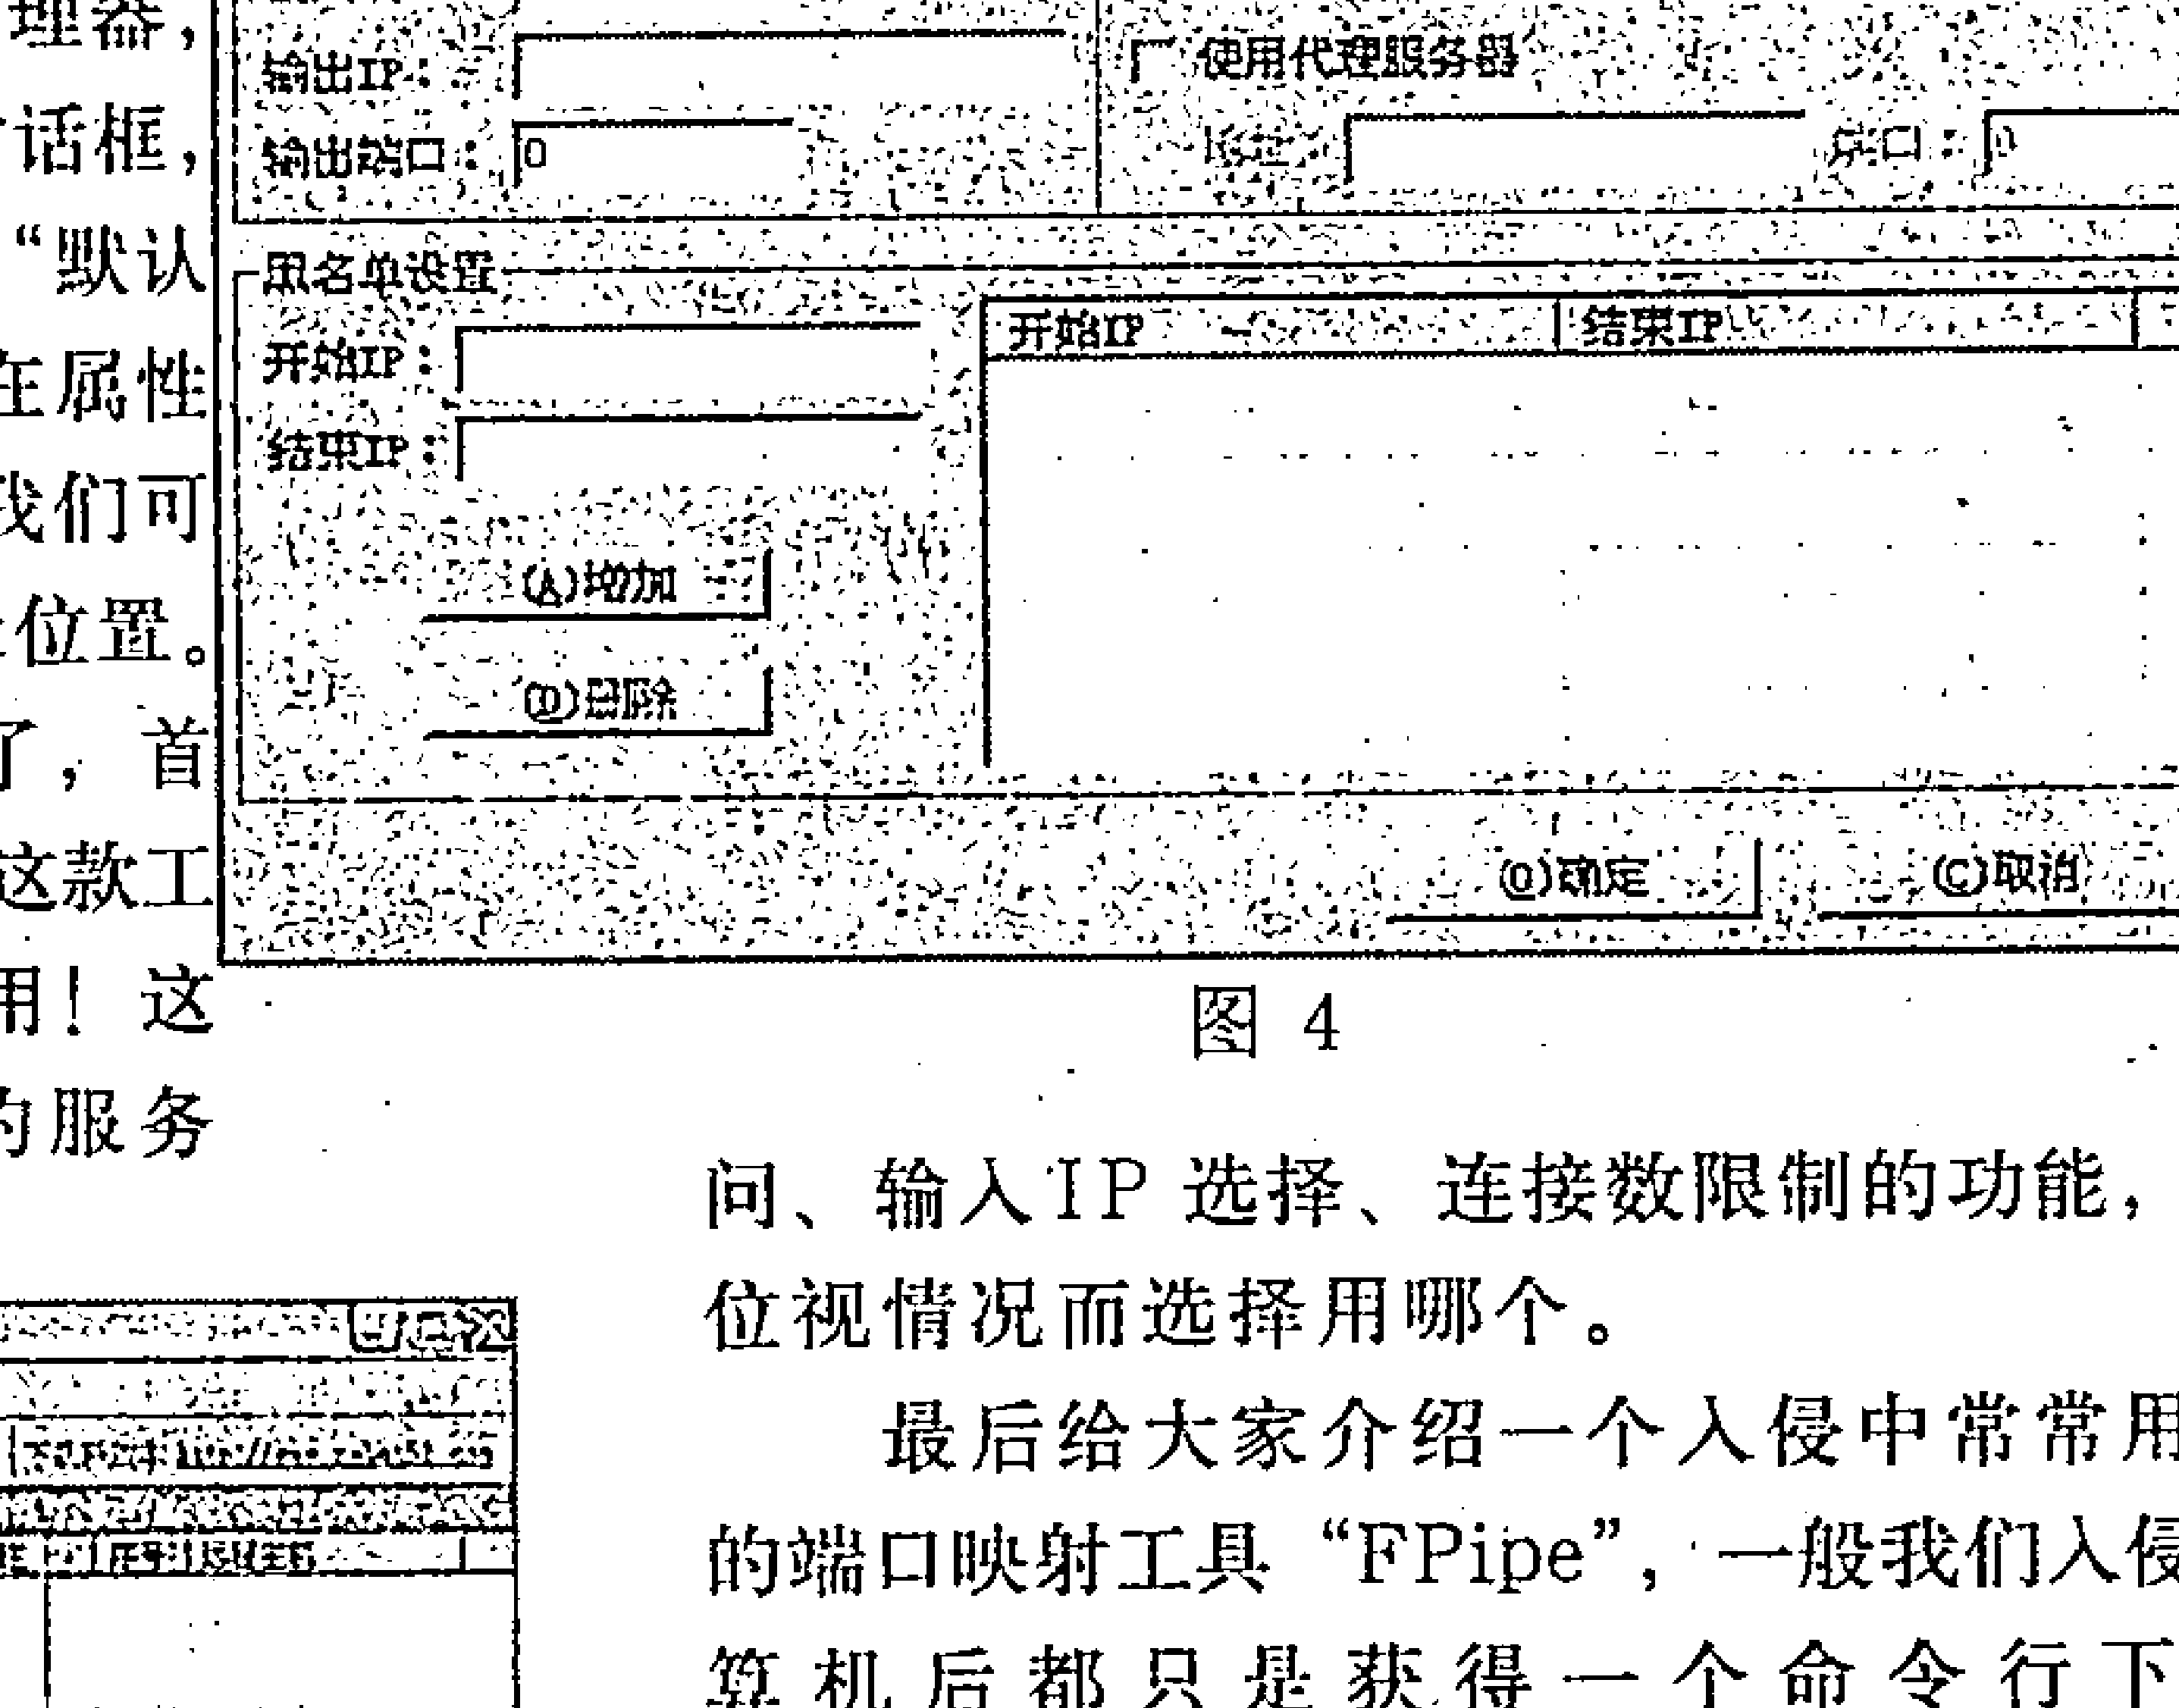 理器，
话框，
“默认
在属性
我们可
位置。
了，首
这款工
用！这
的服务
输出IP：
使用代理服务器
输出端口： 0
端口：0
黑名单设置
开始IP：
结束IP：
开始IP 结束IP
(A)增加
(D)删除
(O)确定 (C)取消
图 4
问、输入IP 选择、连接数限制的功能，
位视情况而选择用哪个。
最后给大家介绍一个入侵中常常用
的端口映射工具“FPipe”，一般我们入侵
算机后都只是获得一个命令行下